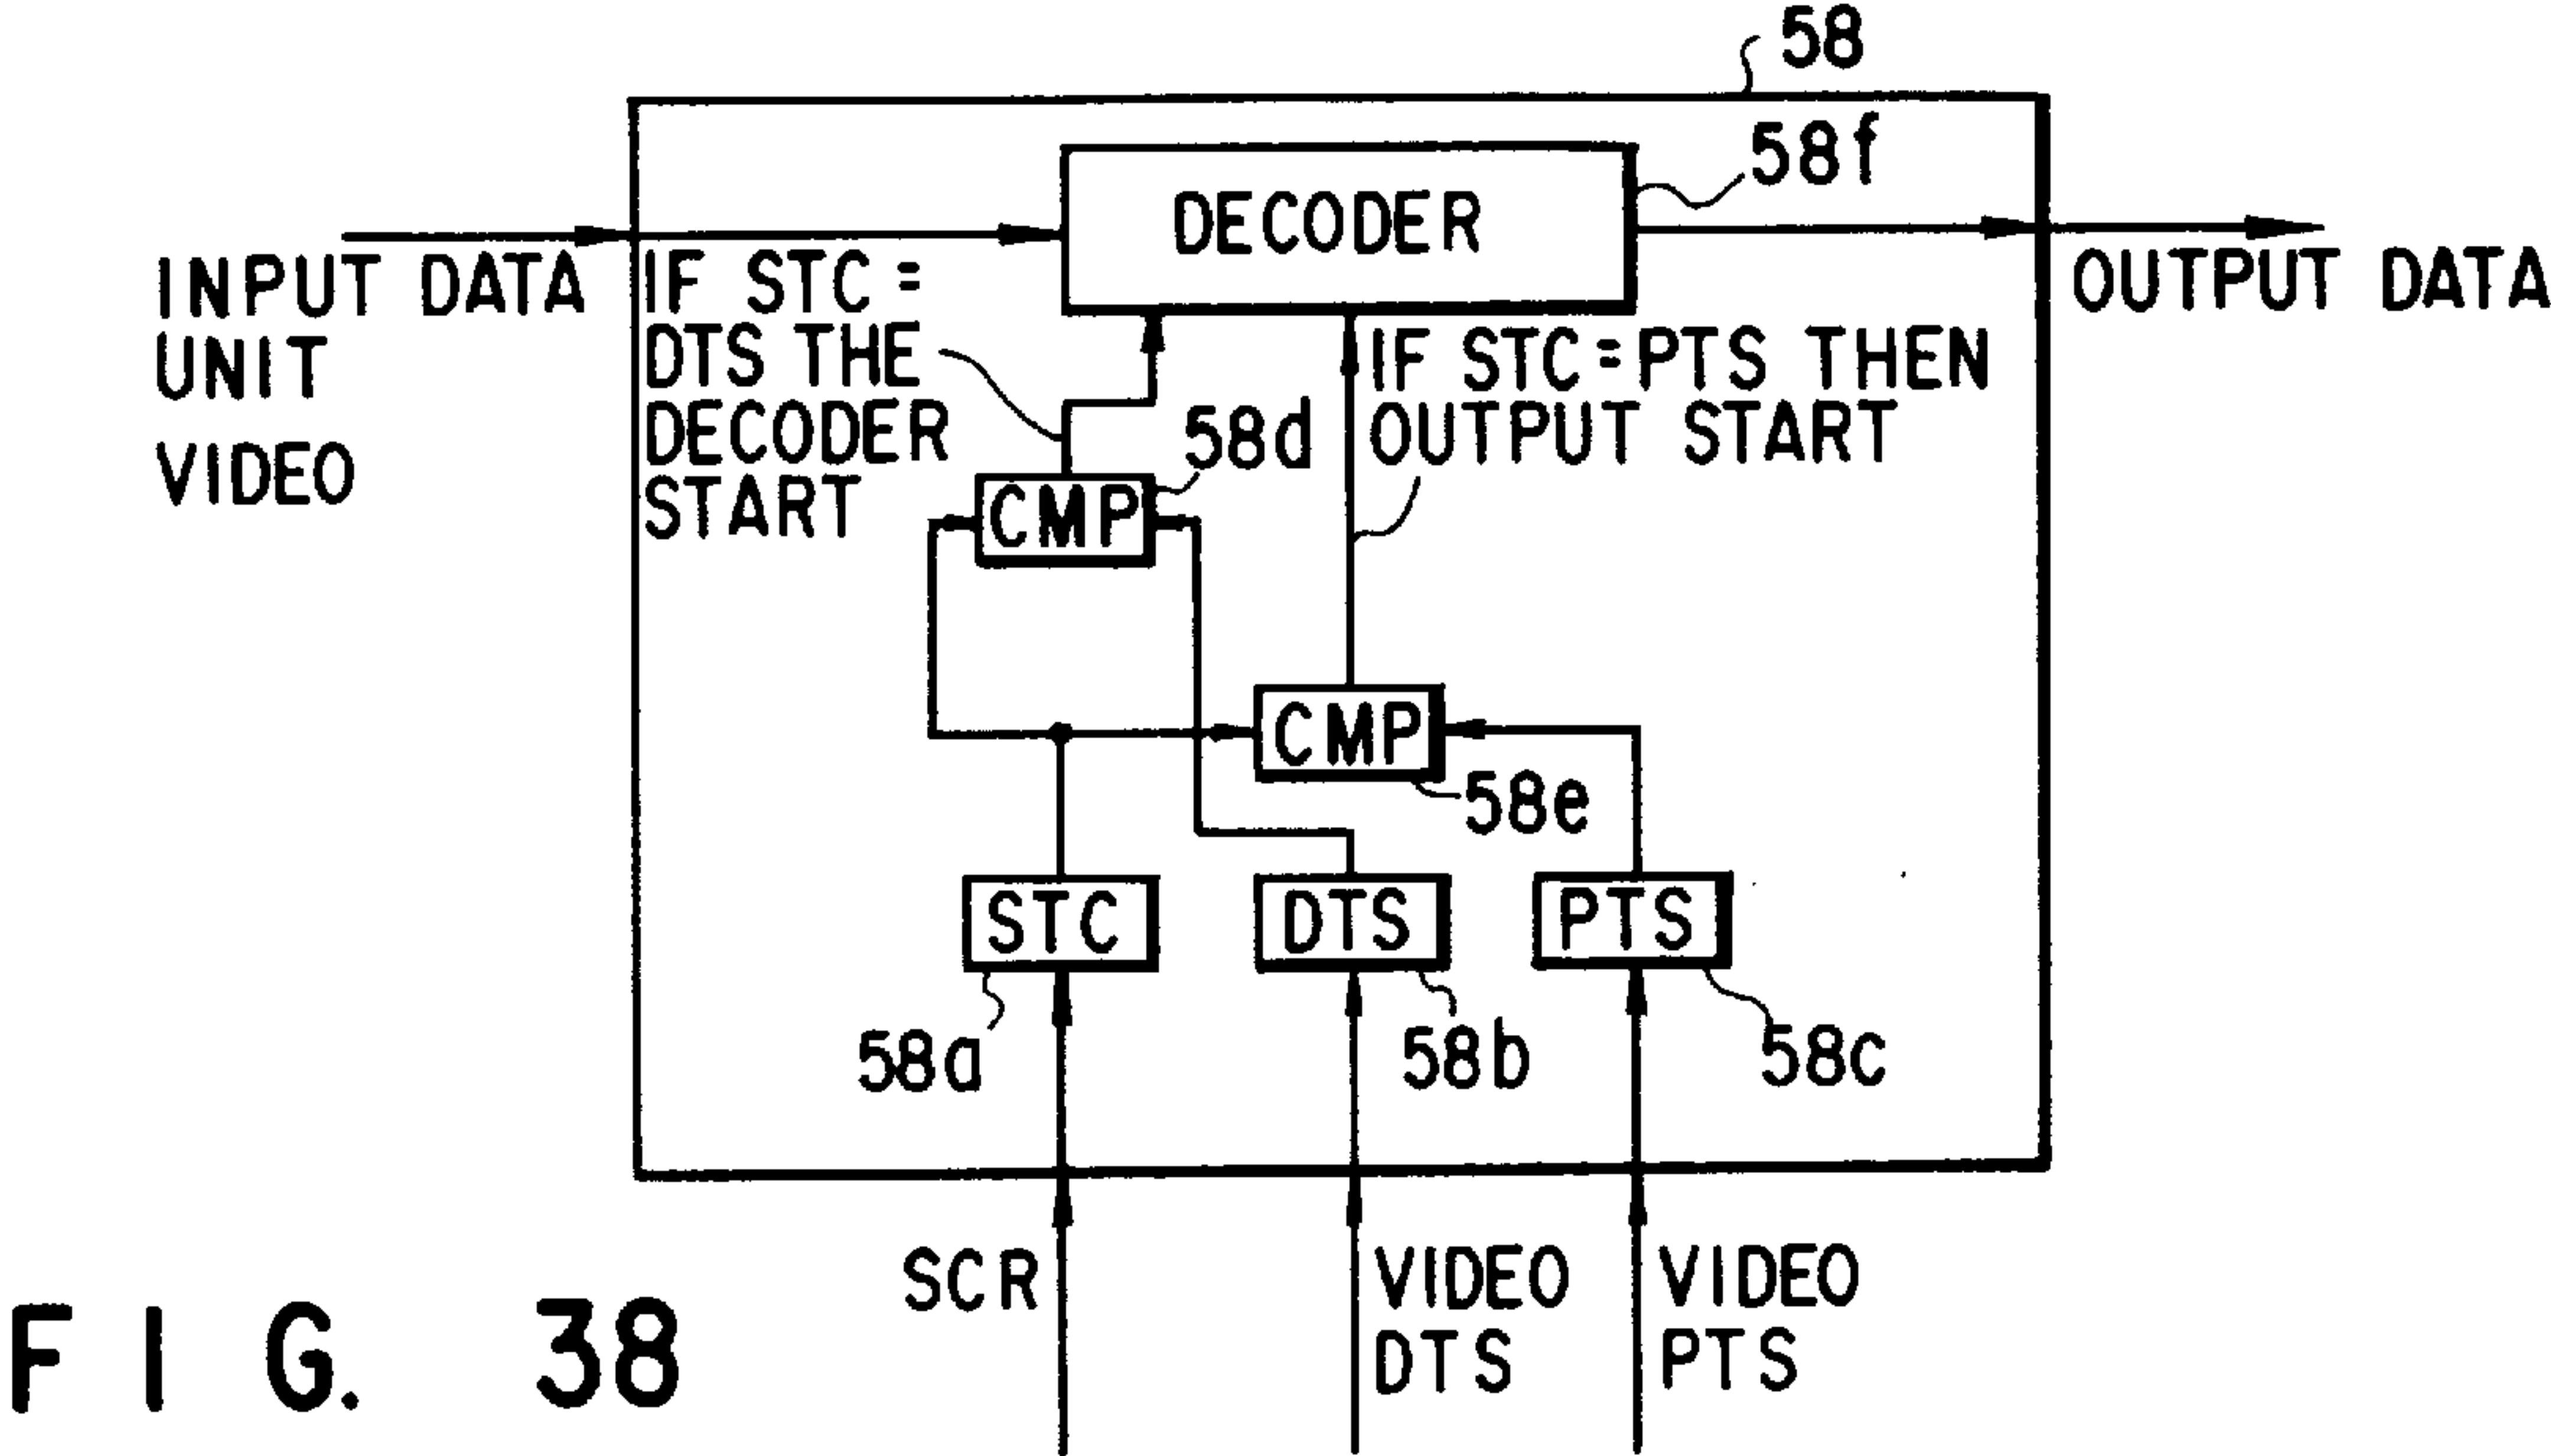 58
58f
DECODER
INPUT DATA
UNIT
VIDEO
IF STC =
DTS THE
DECODER
START
OUTPUT DATA
IF STC = PTS THEN
OUTPUT START
58d
CMP
CMP
58e
STC
DTS
PTS
58a
58b
58c
SCR
VIDEO
DTS
VIDEO
PTS
FIG. 38